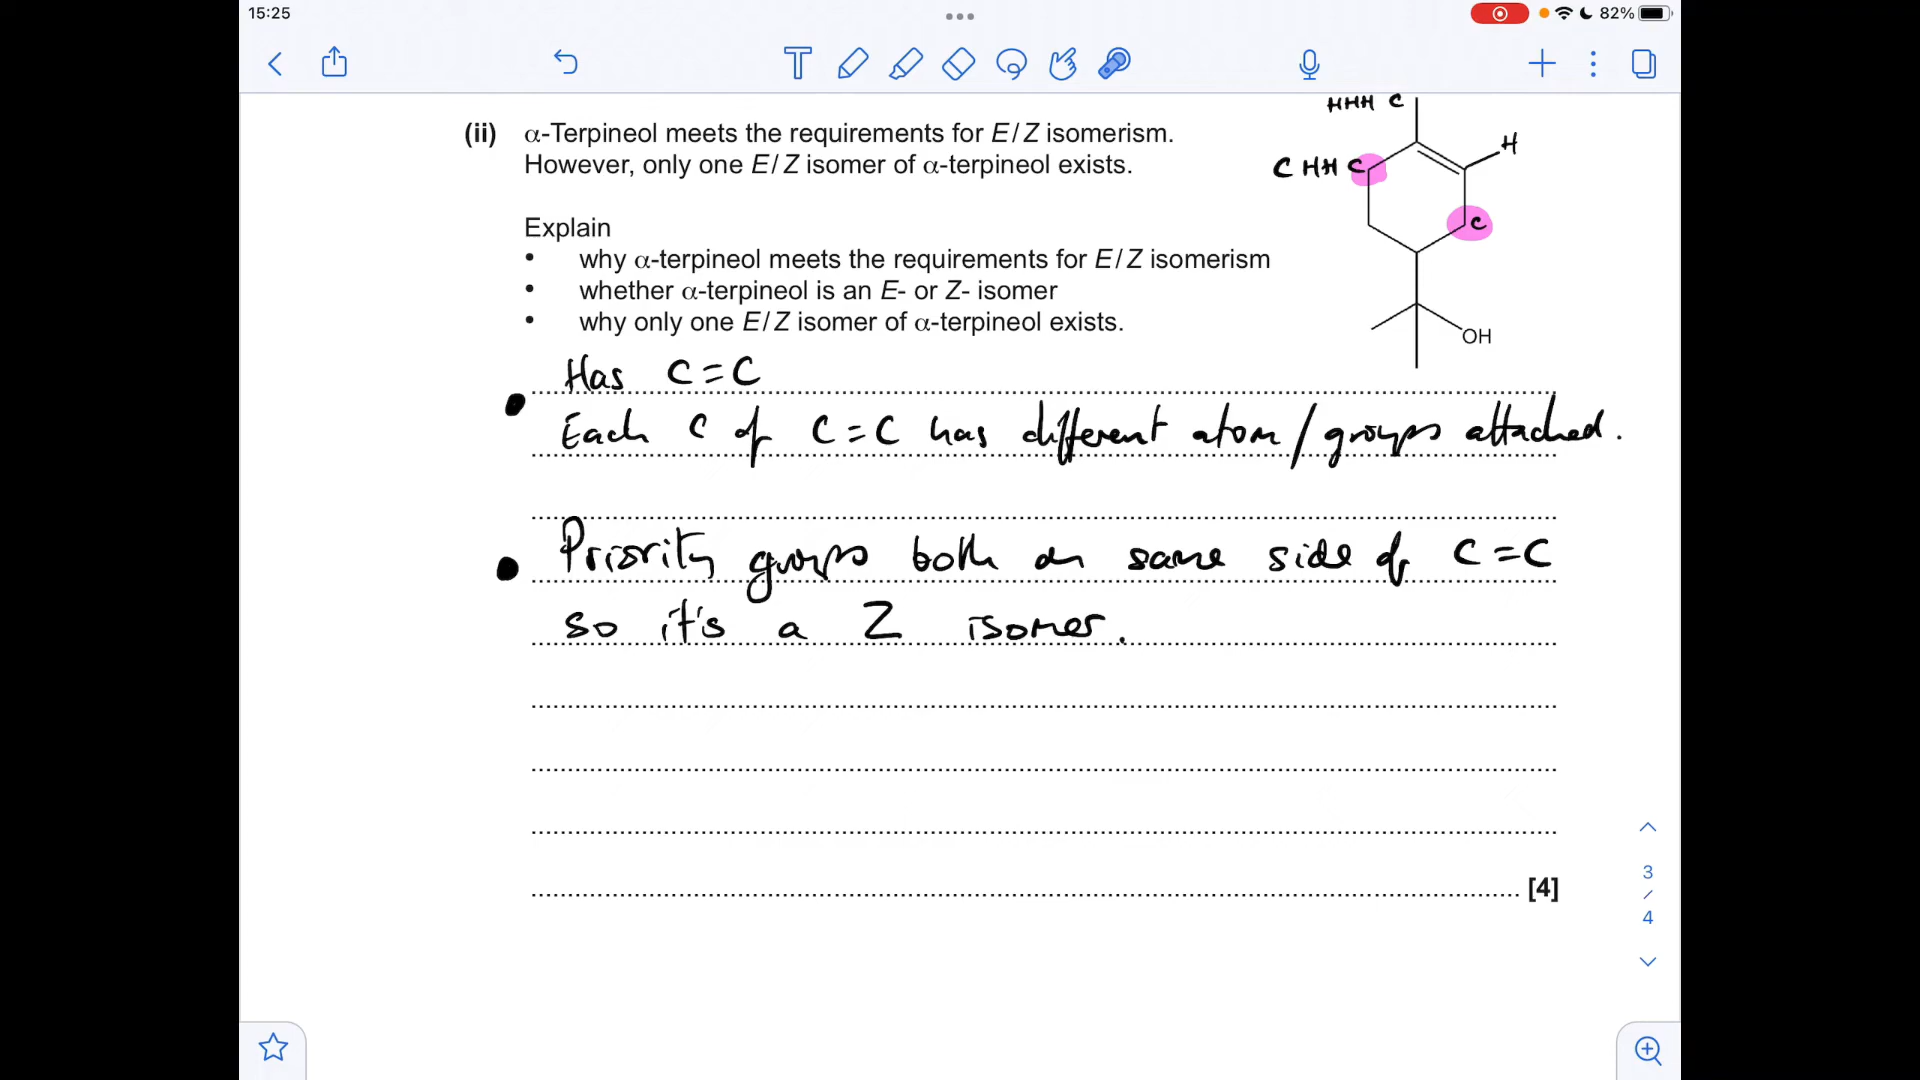 15:25
82%
HHH C
(ii) α-Terpineol meets the requirements for E/Z isomerism.
H
However, only one E/Z isomer of α-terpineol exists.
C HH C
C
Explain
• why α-terpineol meets the requirements for E/Z isomerism
• whether α-terpineol is an E- or Z- isomer
• why only one E/Z isomer of α-terpineol exists.
OH
Has C=C
• Each C of C=C has different atom/groups attached.
• Priority groups both on same side of C=C
so it's a Z isomer.
[4]
3
/
4